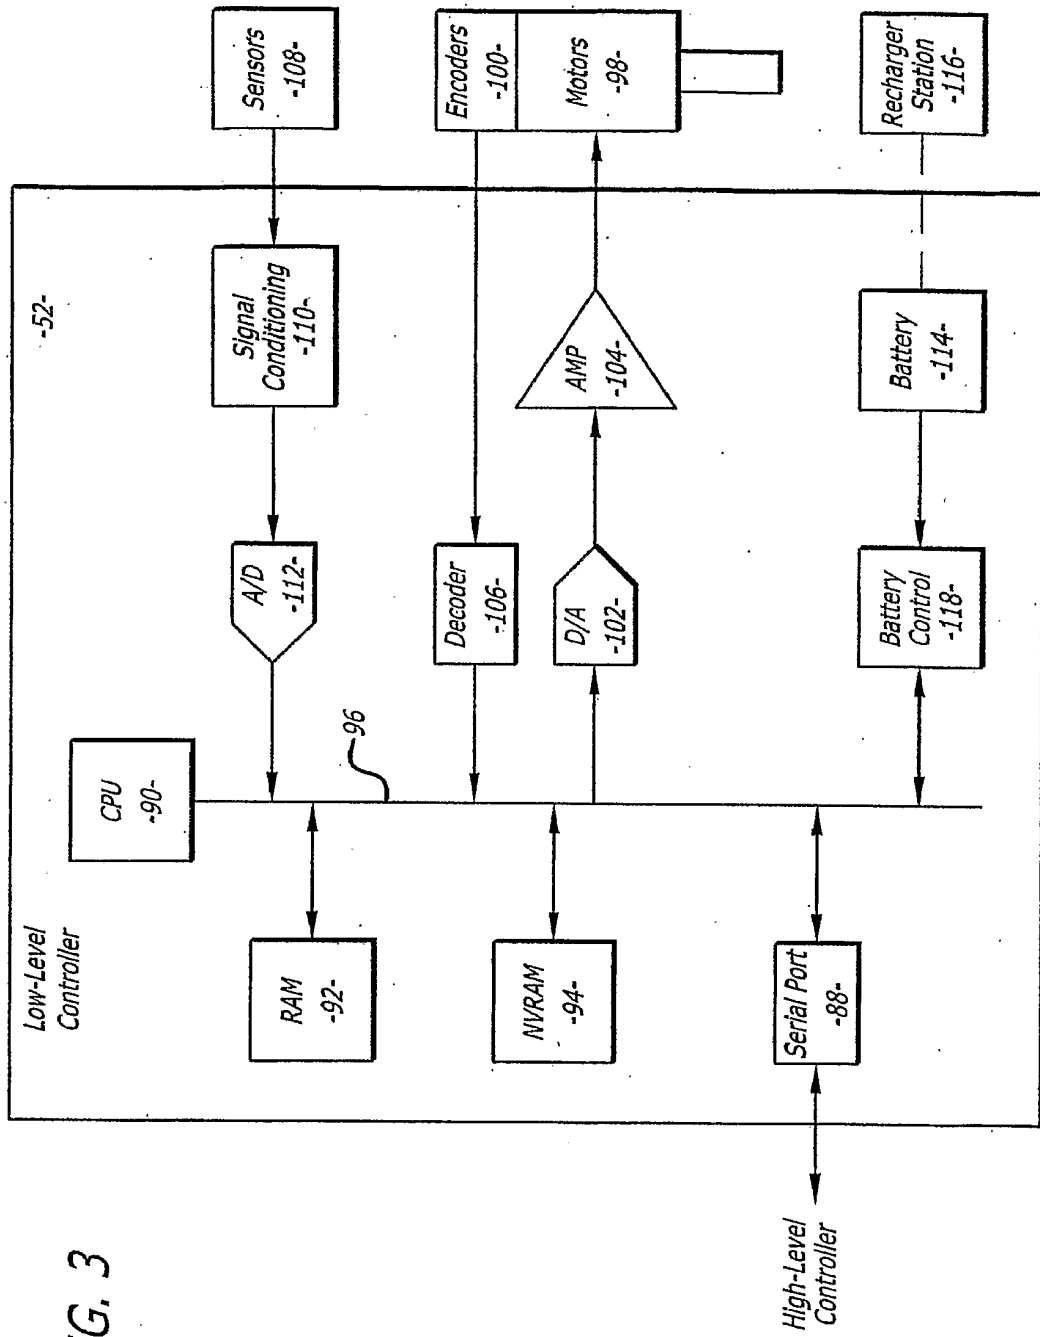 IG. 3
Low-Level
Controller
-52-
CPU
-90-
RAM
-92-
NVRAM
-94-
Serial Port
-88-
High-Level
Controller
96
A/D
-112-
Signal
Conditioning
-110-
Sensors
-108-
Decoder
-106-
Encoders
-100-
Motors
-98-
D/A
-102-
AMP
-104-
Battery
Control
-118-
Battery
-114-
Recharger
Station
-116-